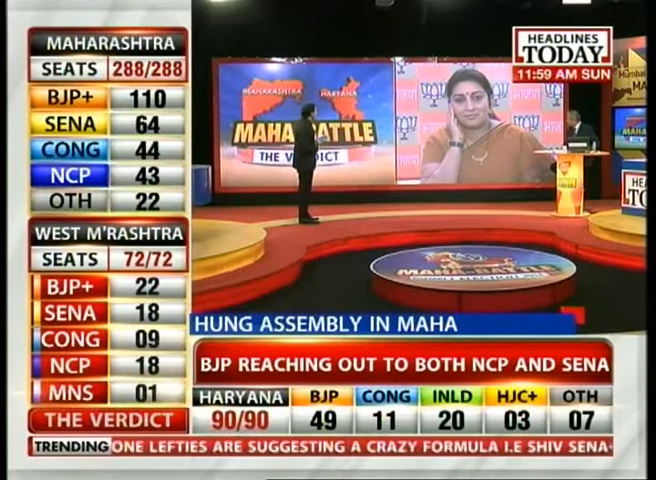 MAHARASHTRA
SEATS 288/288
BJP+ 110
SENA 64
CONG 44
NCP 43
OTH 22
WEST M'RASHTRA
SEATS 72/72
BJP+ 22
SENA 18
CONG 09
NCP 18
MNS 01
THE VERDICT
HEADLINES
TODAY
11:59 AM SUN
MAHARASHTRA
HARYANA
MAHA BATTLE
THE VERDICT
MAHA-BATTLE
HUNG ASSEMBLY IN MAHA
BJP REACHING OUT TO BOTH NCP AND SENA
HARYANA BJP CONG INLD HJC+ OTH
90/90 49 11 20 03 07
TRENDING ONE LEFTIES ARE SUGGESTING A CRAZY FORMULA I.E SHIV SENA+